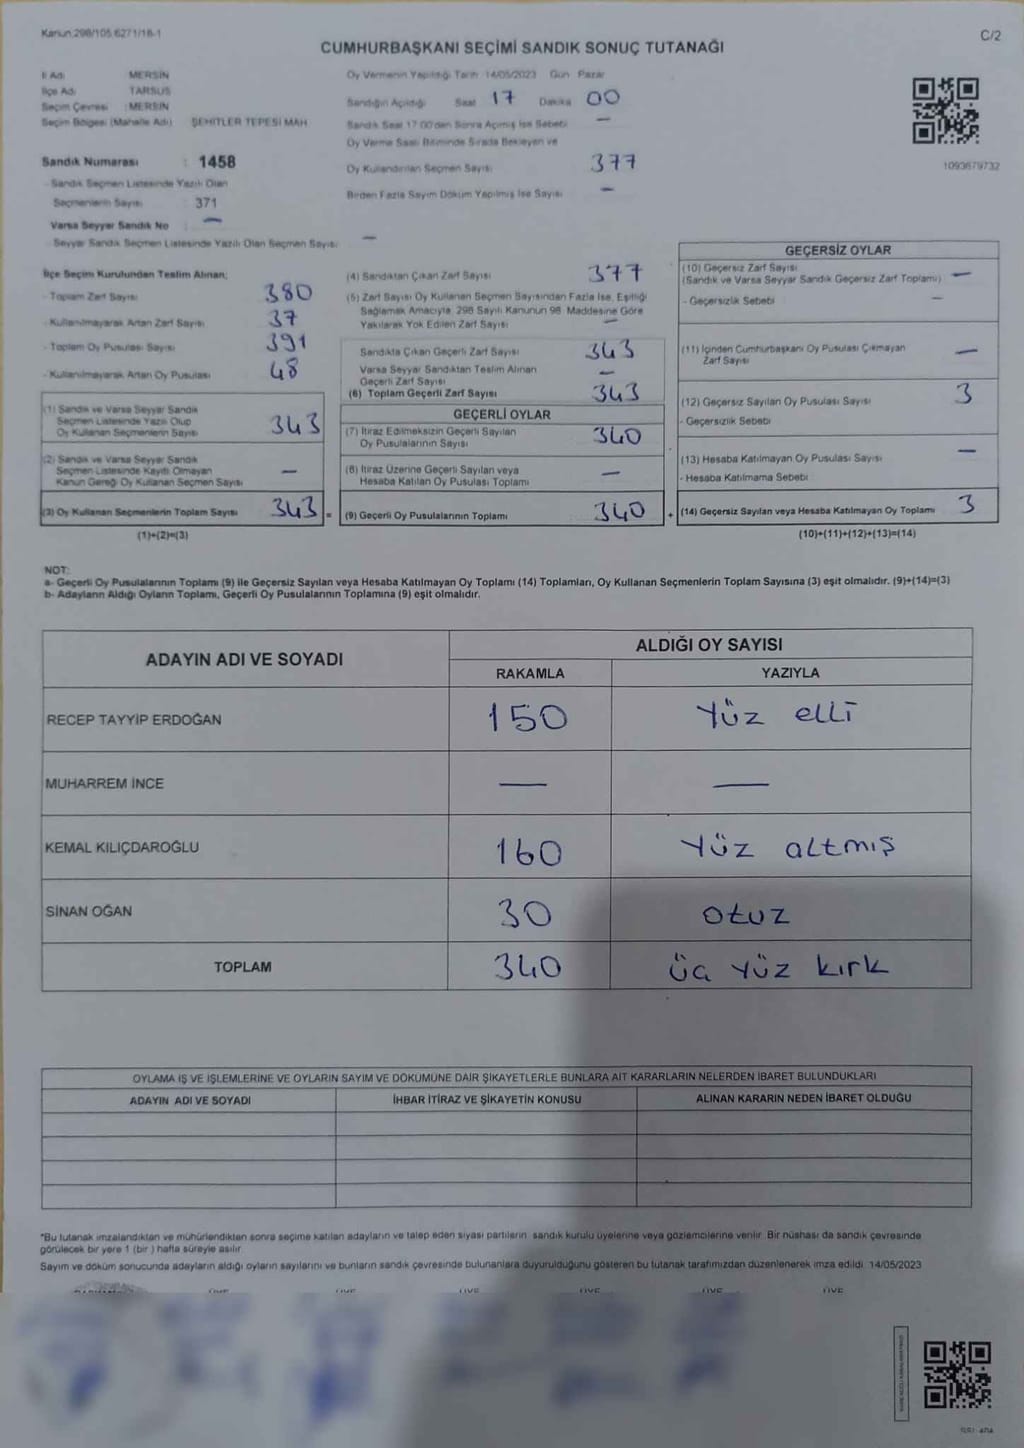 Kanun:298/105,6271/18-1
C/2
CUMHURBAŞKANI SEÇİMİ SANDIK SONUÇ TUTANAĞI
İl Adı MERSİN
İlçe Adı TARSUS
Seçim Çevresi : MERSİN
Seçim Bölgesi (Mahalle Adı) ŞEHİTLER TEPESİ MAH
Sandık Numarası : 1458
- Sandık Seçmen Listesinde Yazılı Olan
Seçmenlerin Sayısı 371
Varsa Seyyar Sandık No : —
- Seyyar Sandık Seçmen Listesinde Yazılı Olan Seçmen Sayısı —
Oy Vermenin Yapıldığı Tarih 14/05/2023 Gün Pazar
Sandığın Açıldığı Saat 17 Dakika 00
Sandık Saat 17:00'den Sonra Açılmış İse Sebebi —
Oy Verme Saati Bitiminde Sırada Bekleyen ve
Oy Kullandırılan Seçmen Sayısı 377
Birden Fazla Sayım Döküm Yapılmış İse Sayısı —
1093679732
İlçe Seçim Kurulundan Teslim Alınan;
- Toplam Zarf Sayısı 380
- Kullanılmayarak Artan Zarf Sayısı 37
- Toplam Oy Pusulası Sayısı 391
- Kullanılmayarak Artan Oy Pusulası 48
(1) Sandık ve Varsa Seyyar Sandık
Seçmen Listesinde Yazılı Olup
Oy Kullanan Seçmenlerin Sayısı 343
(2) Sandık ve Varsa Seyyar Sandık
Seçmen Listesinde Kayıtlı Olmayan
Kanun Gereği Oy Kullanan Seçmen Sayısı —
(3) Oy Kullanan Seçmenlerin Toplam Sayısı 343 =
(1)+(2)=(3)
(4) Sandıktan Çıkan Zarf Sayısı 377
(5) Zarf Sayısı Oy Kullanan Seçmen Sayısından Fazla İse, Eşitliği
Sağlamak Amacıyla, 298 Sayılı Kanunun 98. Maddesine Göre
Yakılarak Yok Edilen Zarf Sayısı —
Sandıkta Çıkan Geçerli Zarf Sayısı 343
Varsa Seyyar Sandıktan Teslim Alınan
Geçerli Zarf Sayısı —
(6) Toplam Geçerli Zarf Sayısı 343
GEÇERLİ OYLAR
(7) İtiraz Edilmeksizin Geçerli Sayılan
Oy Pusulalarının Sayısı 340
(8) İtiraz Üzerine Geçerli Sayılan veya
Hesaba Katılan Oy Pusulası Toplamı —
(9) Geçerli Oy Pusulalarının Toplamı 340 +
GEÇERSİZ OYLAR
(10) Geçersiz Zarf Sayısı
(Sandık ve Varsa Seyyar Sandık Geçersiz Zarf Toplamı) —
- Geçersizlik Sebebi —
(11) İçinden Cumhurbaşkanı Oy Pusulası Çıkmayan
Zarf Sayısı —
(12) Geçersiz Sayılan Oy Pusulası Sayısı 3
- Geçersizlik Sebebi
(13) Hesaba Katılmayan Oy Pusulası Sayısı —
- Hesaba Katılmama Sebebi
(14) Geçersiz Sayılan veya Hesaba Katılmayan Oy Toplamı 3
(10)+(11)+(12)+(13)=(14)
NOT:
a- Geçerli Oy Pusulalarının Toplamı (9) ile Geçersiz Sayılan veya Hesaba Katılmayan Oy Toplamı (14) Toplamları, Oy Kullanan Seçmenlerin Toplam Sayısına (3) eşit olmalıdır. (9)+(14)=(3)
b- Adayların Aldığı Oyların Toplamı, Geçerli Oy Pusulalarının Toplamına (9) eşit olmalıdır.
ADAYIN ADI VE SOYADI ALDIĞI OY SAYISI
RAKAMLA YAZIYLA
RECEP TAYYİP ERDOĞAN 150 Yüz elli
MUHARREM İNCE — —
KEMAL KILIÇDAROĞLU 160 Yüz altmış
SİNAN OĞAN 30 otuz
TOPLAM 340 üç yüz kırk
OYLAMA İŞ VE İŞLEMLERİNE VE OYLARIN SAYIM VE DÖKÜMÜNE DAİR ŞİKAYETLERLE BUNLARA AİT KARARLARIN NELERDEN İBARET BULUNDUKLARI
ADAYIN ADI VE SOYADI İHBAR İTİRAZ VE ŞİKAYETİN KONUSU ALINAN KARARIN NEDEN İBARET OLDUĞU
*Bu tutanak imzalandıktan ve mühürlendikten sonra seçime katılan adayların ve talep eden siyasi partilerin sandık kurulu üyelerine veya gözlemcilerine verilir. Bir nüshası da sandık çevresinde
görülecek bir yere 1 (bir) hafta süreyle asılır.
Sayım ve döküm sonucunda adayların aldığı oyların sayılarını ve bunların sandık çevresinde bulunanlara duyurulduğunu gösteren bu tutanak tarafımızdan düzenlenerek imza edildi. 14/05/2023
ÜYE ÜYE ÜYE ÜYE ÜYE ÜYE